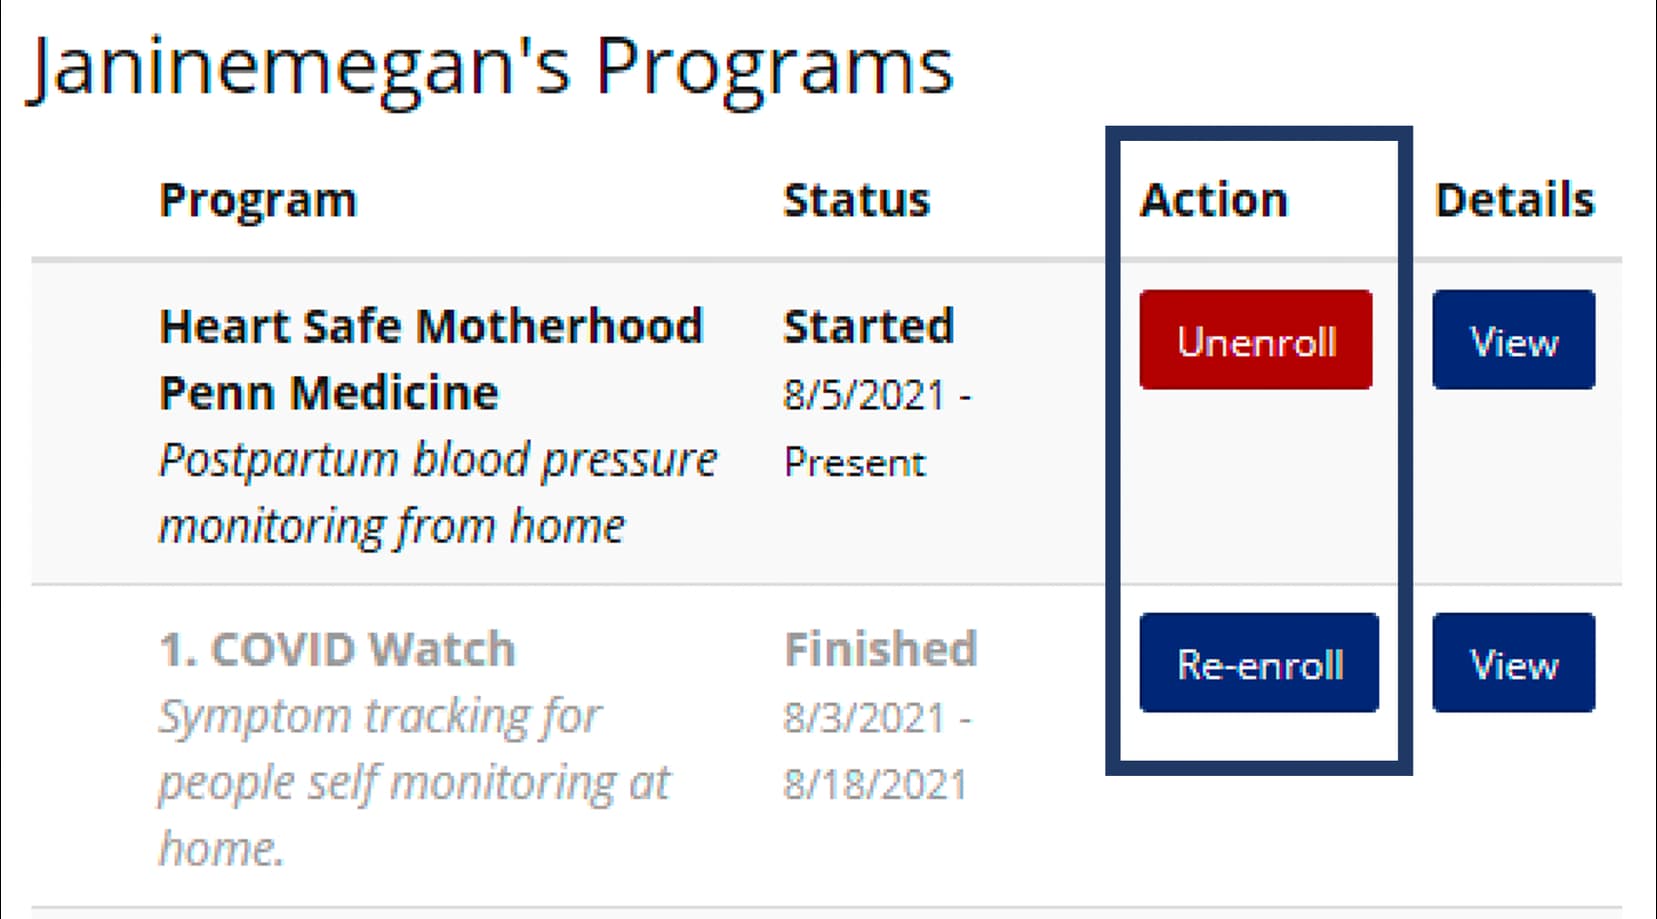 Janinemegan's Programs
Program Status Action Details
Heart Safe Motherhood Started Unenroll View
Penn Medicine 8/5/2021 -
Postpartum blood pressure Present
monitoring from home
1. COVID Watch Finished Re-enroll View
Symptom tracking for 8/3/2021 -
people self monitoring at 8/18/2021
home.